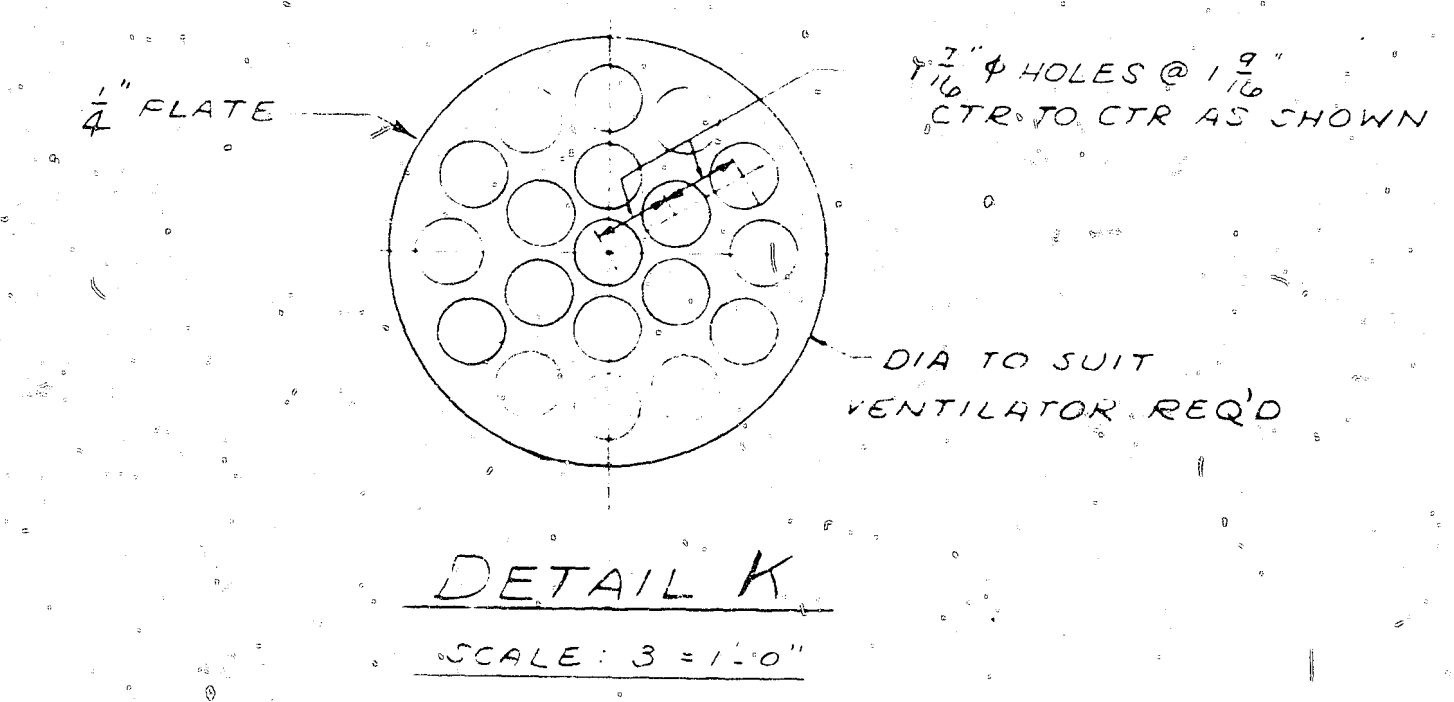 1/4" PLATE
1 7/16" ϕ HOLES @ 1 9/16"
CTR TO CTR AS SHOWN
DIA TO SUIT
VENTILATOR REQ'D
DETAIL K
SCALE: 3 = 1'-0"